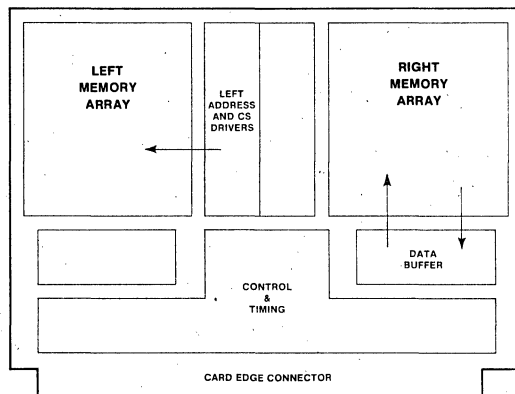 LEFT
MEMORY
ARRAY
LEFT
ADDRESS
AND CS
DRIVERS
RIGHT
MEMORY
ARRAY
DATA
BUFFER
CONTROL
&
TIMING
CARD EDGE CONNECTOR